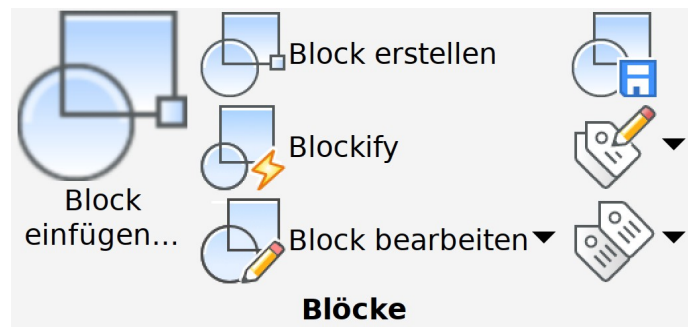 Block
einfügen...
Block erstellen
Blockify
Block bearbeiten
Blöcke